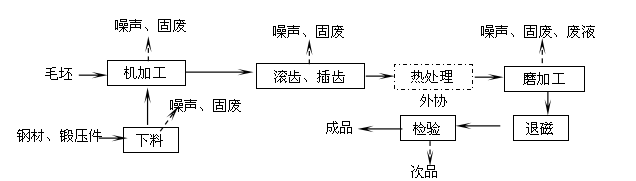 噪声、固废
噪声、固废
噪声、固废、废液
毛坯
机加工
滚齿、插齿
热处理
磨加工
外协
噪声、固废
钢材、锻压件
下料
成品
检验
退磁
次品